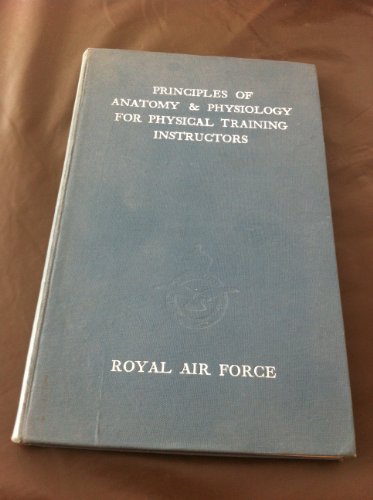 PRINCIPLES OF
ANATOMY & PHYSIOLOGY
FOR PHYSICAL TRAINING
INSTRUCTORS
ROYAL AIR FORCE